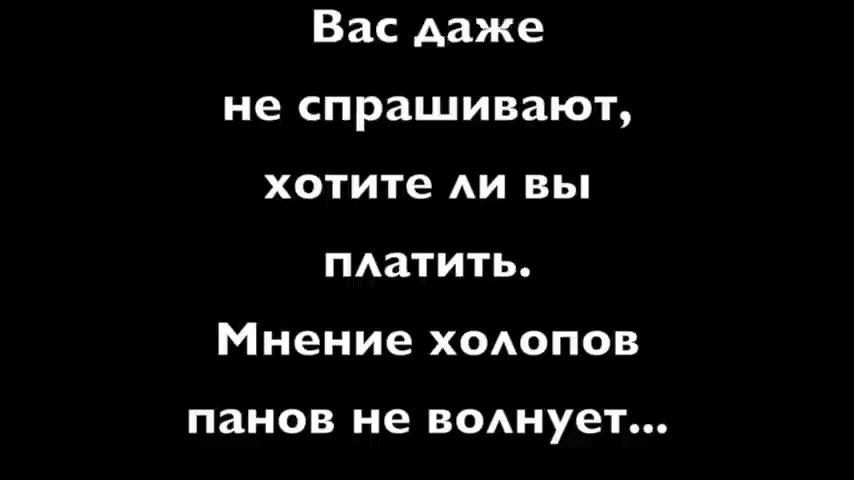 Вас даже
не спрашивают,
хотите ли вы
платить.
Мнение холопов
панов не волнует...